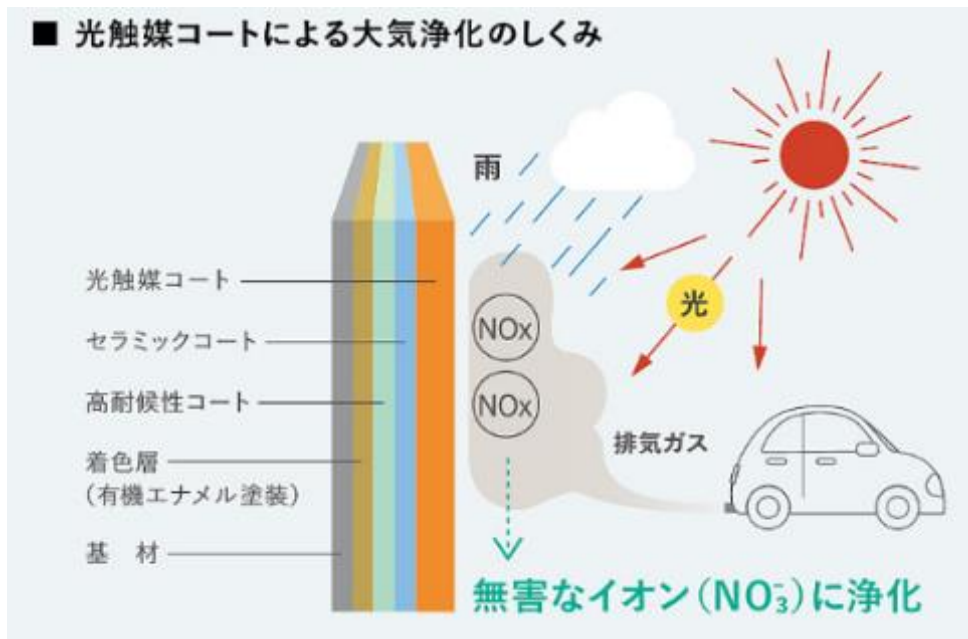 ■ 光触媒コートによる大気浄化のしくみ
雨
光触媒コート
セラミックコート
高耐候性コート
着色層
(有機エナメル塗装)
基　材
NOx
NOx
光
排気ガス
無害なイオン(NO₃⁻)に浄化